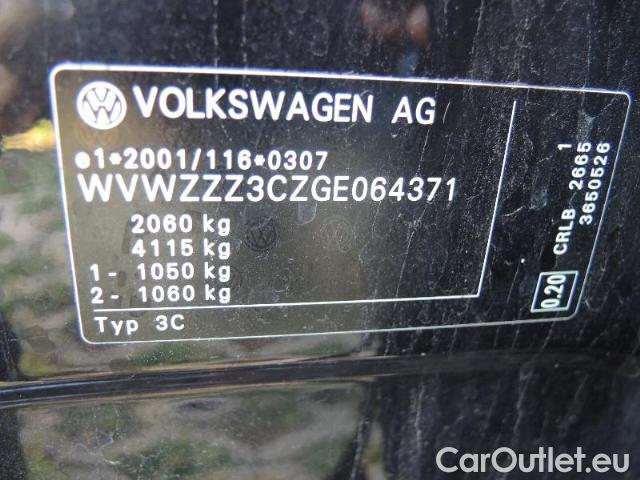 VOLKSWAGEN AG
e1*2001/116*0307
WVWZZZ3CZGE064371
2060 kg
4115 kg
1 - 1050 kg
2 - 1060 kg
Typ 3C
0.20
CRLB 2665 1
3650526
CarOutlet.eu